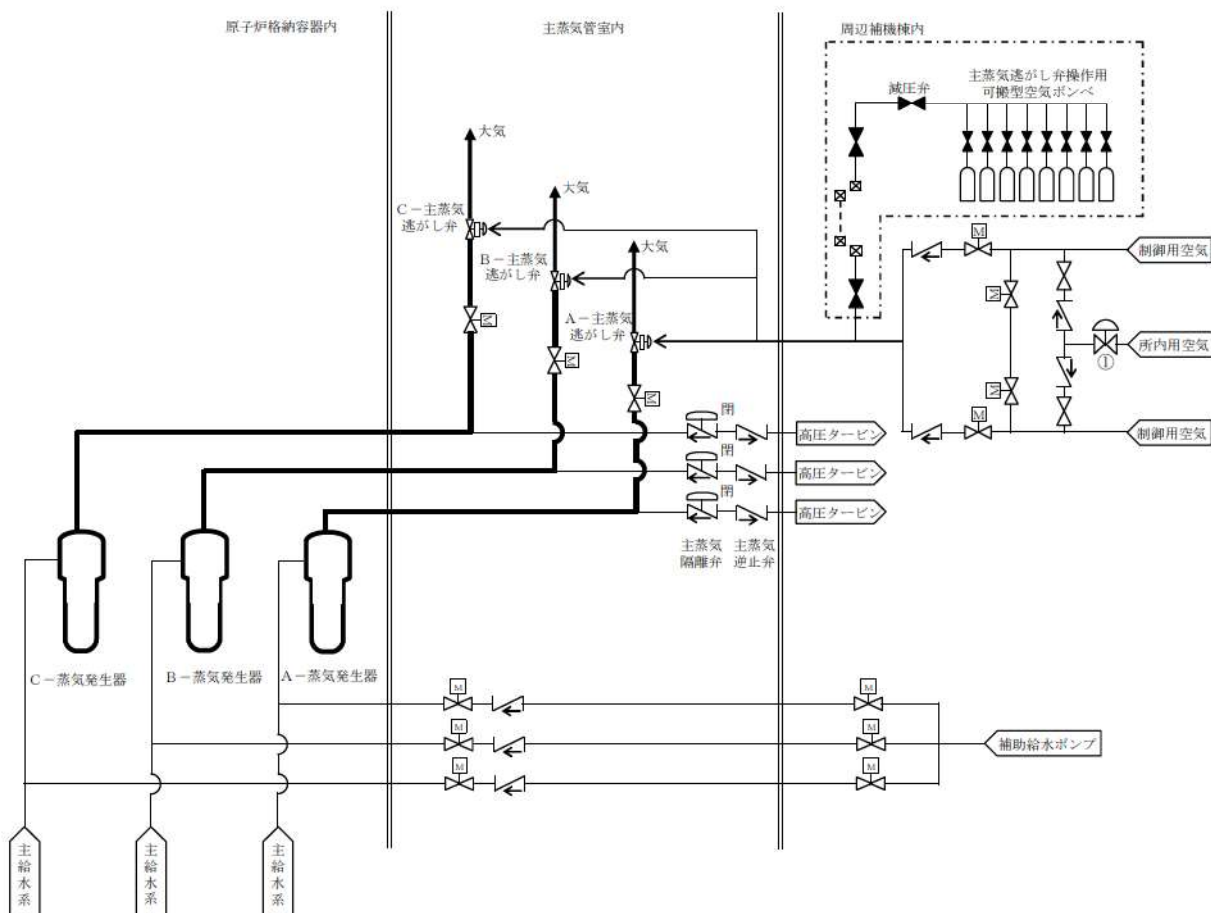 原子炉格納容器内
主蒸気管室内
周辺補機棟内
主蒸気逃がし弁操作用
可搬型空気ボンベ
減圧弁
大気
大気
大気
C－主蒸気
逃がし弁
B－主蒸気
逃がし弁
A－主蒸気
逃がし弁
M
M
M
M
M
M
M
制御用空気
所内用空気
①
制御用空気
閉
高圧タービン
閉
高圧タービン
閉
高圧タービン
主蒸気
隔離弁
主蒸気
逆止弁
C－蒸気発生器
B－蒸気発生器
A－蒸気発生器
M
M
M
M
M
M
補助給水ポンプ
主給水系
主給水系
主給水系